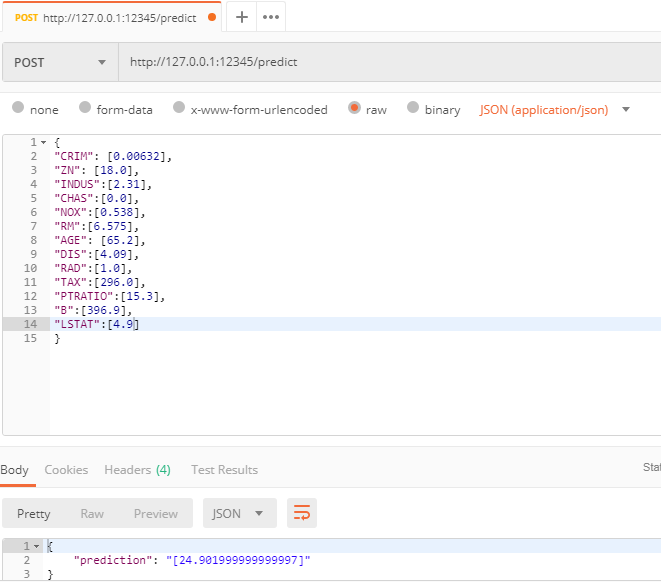 POST http://127.0.0.1:12345/predict
POST http://127.0.0.1:12345/predict
none form-data x-www-form-urlencoded raw binary JSON (application/json)
1 {
2 "CRIM": [0.00632],
3 "ZN": [18.0],
4 "INDUS":[2.31],
5 "CHAS":[0.0],
6 "NOX":[0.538],
7 "RM":[6.575],
8 "AGE": [65.2],
9 "DIS":[4.09],
10 "RAD":[1.0],
11 "TAX":[296.0],
12 "PTRATIO":[15.3],
13 "B":[396.9],
14 "LSTAT":[4.9]
15 }
Body Cookies Headers (4) Test Results Stat
Pretty Raw Preview JSON
1 {
2 "prediction": "[24.901999999999997]"
3 }